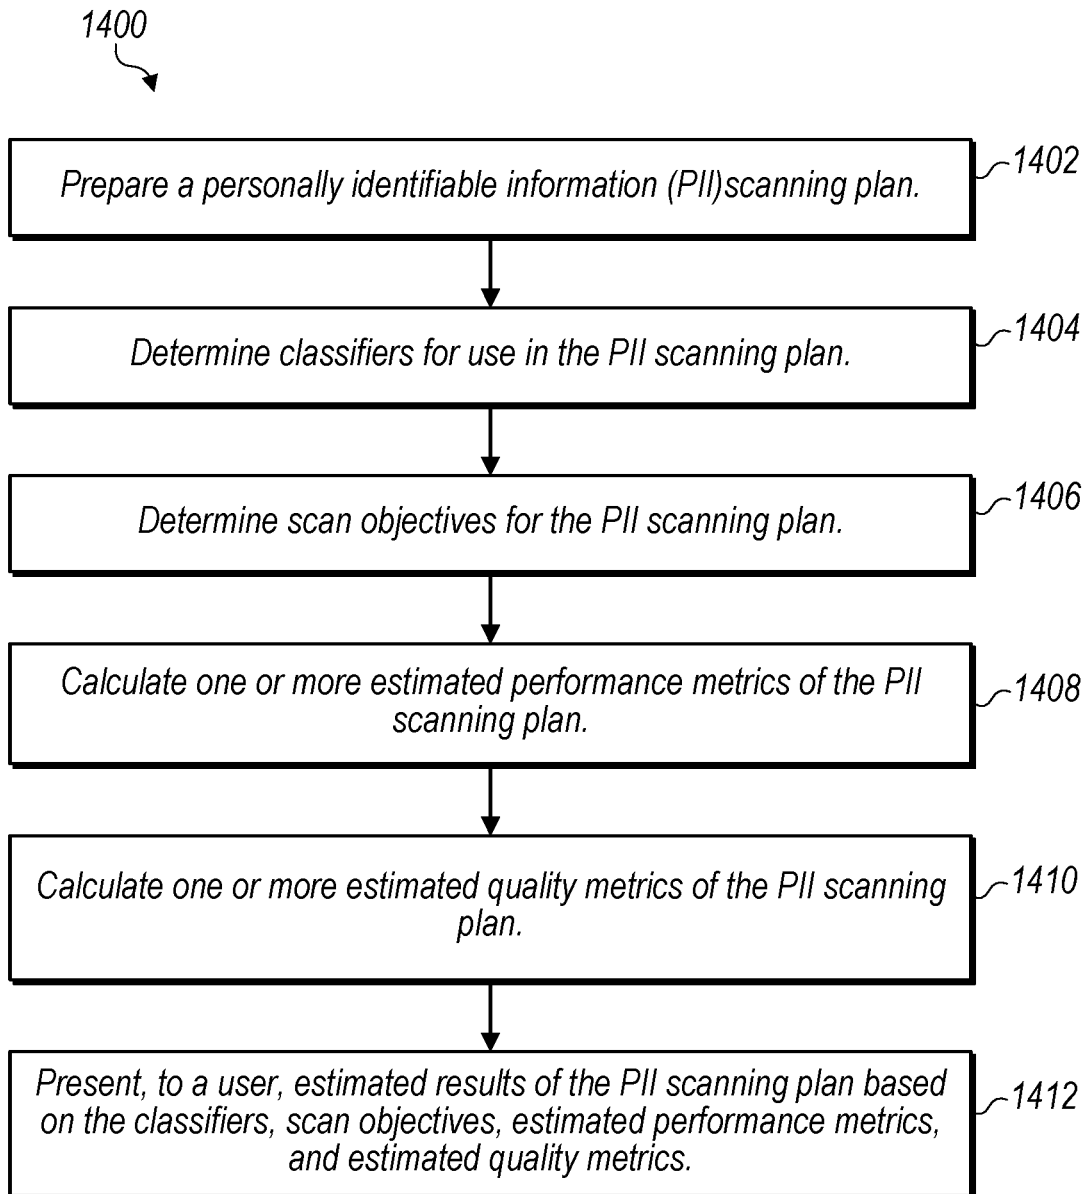 1400
Prepare a personally identifiable information (PII)scanning plan.
1402
Determine classifiers for use in the PII scanning plan.
1404
Determine scan objectives for the PII scanning plan.
1406
Calculate one or more estimated performance metrics of the PII
scanning plan.
1408
Calculate one or more estimated quality metrics of the PII scanning
plan.
1410
Present, to a user, estimated results of the PII scanning plan based
on the classifiers, scan objectives, estimated performance metrics,
and estimated quality metrics.
1412